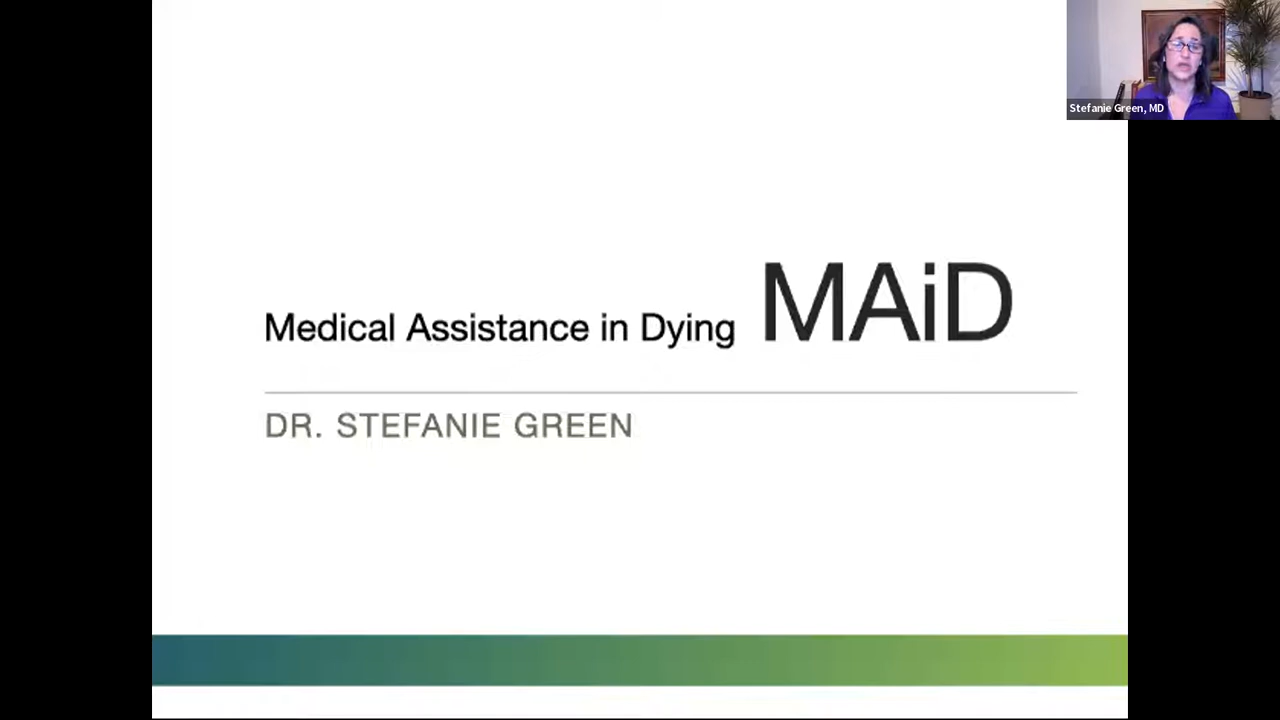 Stefanie Green, MD
Medical Assistance in Dying MAiD
DR. STEFANIE GREEN